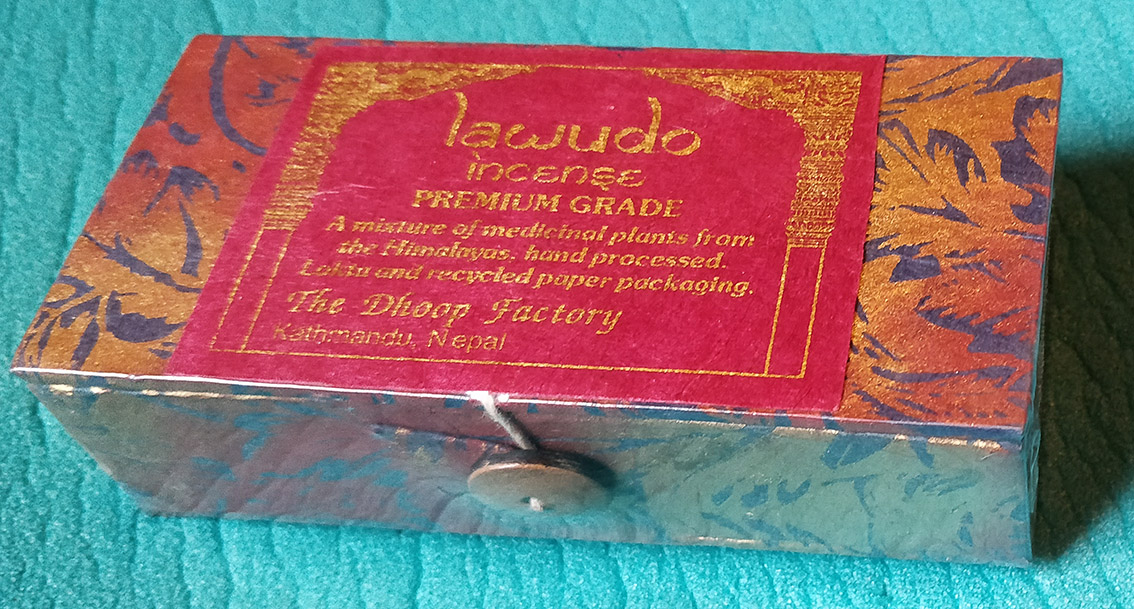 lawudo
incense
PREMIUM GRADE
A mixture of medicinal plants from
the Himalayas, hand processed.
Loktu and recycled paper packaging.
The Dhoop Factory
Kathmandu, Nepal